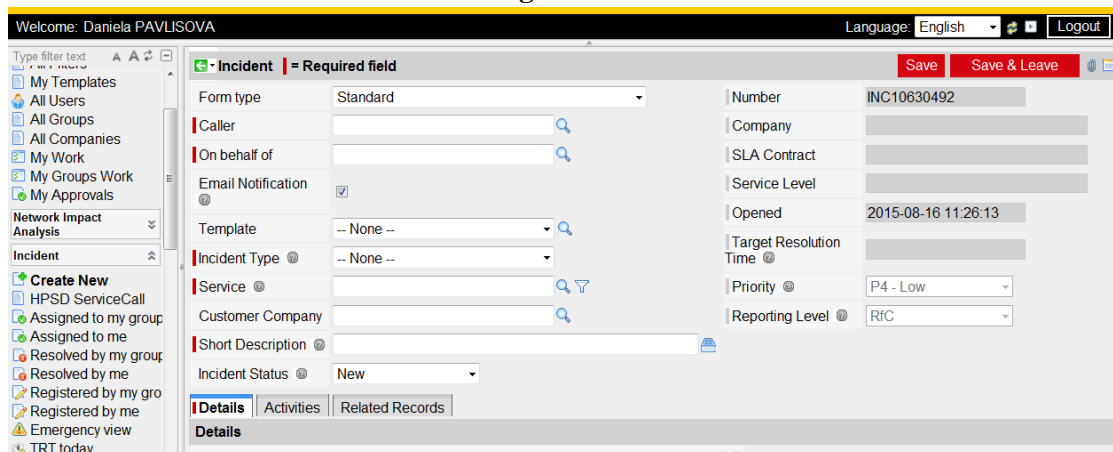 Welcome: Daniela PAVLISOVA
Language: English
Logout
Type filter text A A
My Templates
All Users
All Groups
All Companies
My Work
My Groups Work
My Approvals
Network Impact
Analysis
Incident
Create New
HPSD ServiceCall
Assigned to my group
Assigned to me
Resolved by my group
Resolved by me
Registered by my gro
Registered by me
Emergency view
TRT today
Incident = Required field
Save Save & Leave
Form type Standard
Caller
On behalf of
Email Notification
Template -- None --
Incident Type -- None --
Service
Customer Company
Short Description
Incident Status New
Number INC10630492
Company
SLA Contract
Service Level
Opened 2015-08-16 11:26:13
Target Resolution
Time
Priority P4 - Low
Reporting Level RfC
Details Activities Related Records
Details